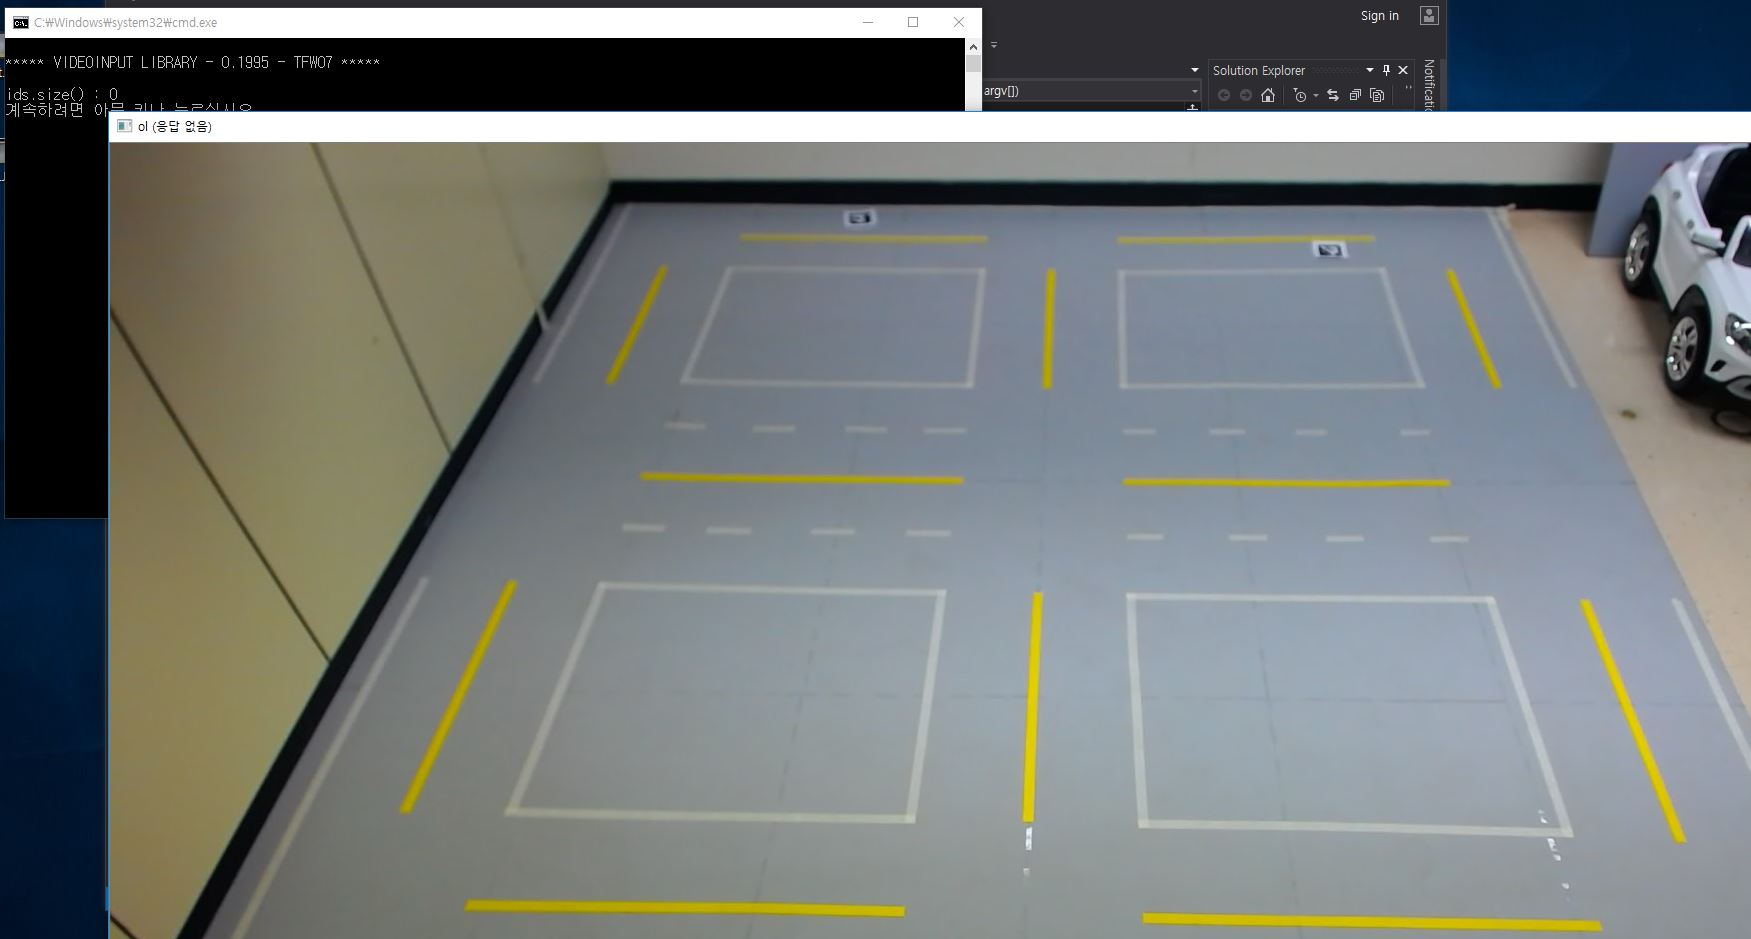 C:\Windows\system32\cmd.exe
Sign in
***** VIDEOINPUT LIBRARY - 0.1995 - TFW07 *****
Solution Explorer
argv[])
ids.size() : 0
계속하려면 아무 키나 누르십시오
ol (응답 없음)